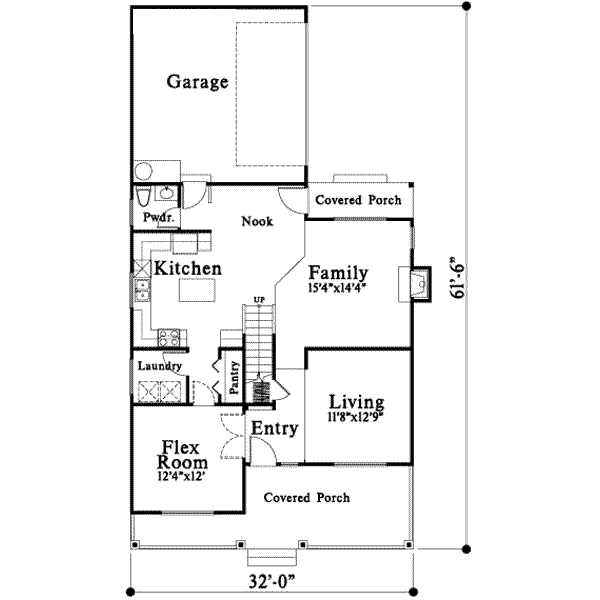 Garage
Covered Porch
Pwdr.
Nook
Kitchen
Family
15'4"x14'4"
61'-6"
UP
Laundry
Pantry
Living
11'8"x12'9"
Entry
Flex
Room
12'4"x12'
Covered Porch
32'-0"